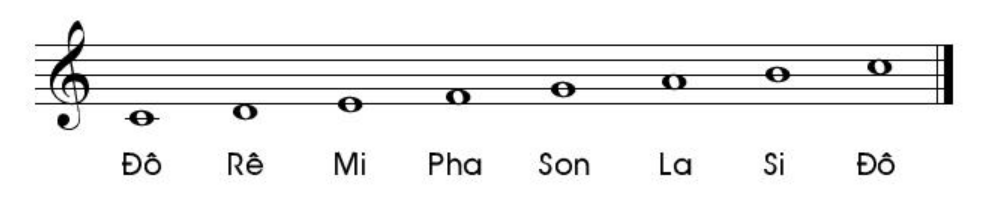 Đô Rê Mi Pha Son La Si Đô